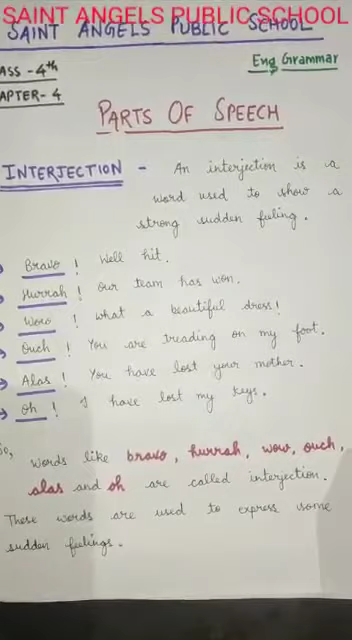 SAINT ANGELS PUBLIC SCHOOL
SAINT ANGELS PUBLIC SCHOOL
ASS - 4th
Eng Grammar
APTER - 4
PARTS OF SPEECH
INTERJECTION - An interjection is a
word used to show a
strong sudden feeling.
Bravo ! Well hit.
Hurrah ! Our team has won.
Wow ! What a beautiful dress!
Ouch ! You are treading on my foot.
Alas ! You have lost your mother.
Oh ! I have lost my keys.
So, words like bravo, hurrah, wow, ouch,
alas and oh are called interjection.
These words are used to express some
sudden feelings.